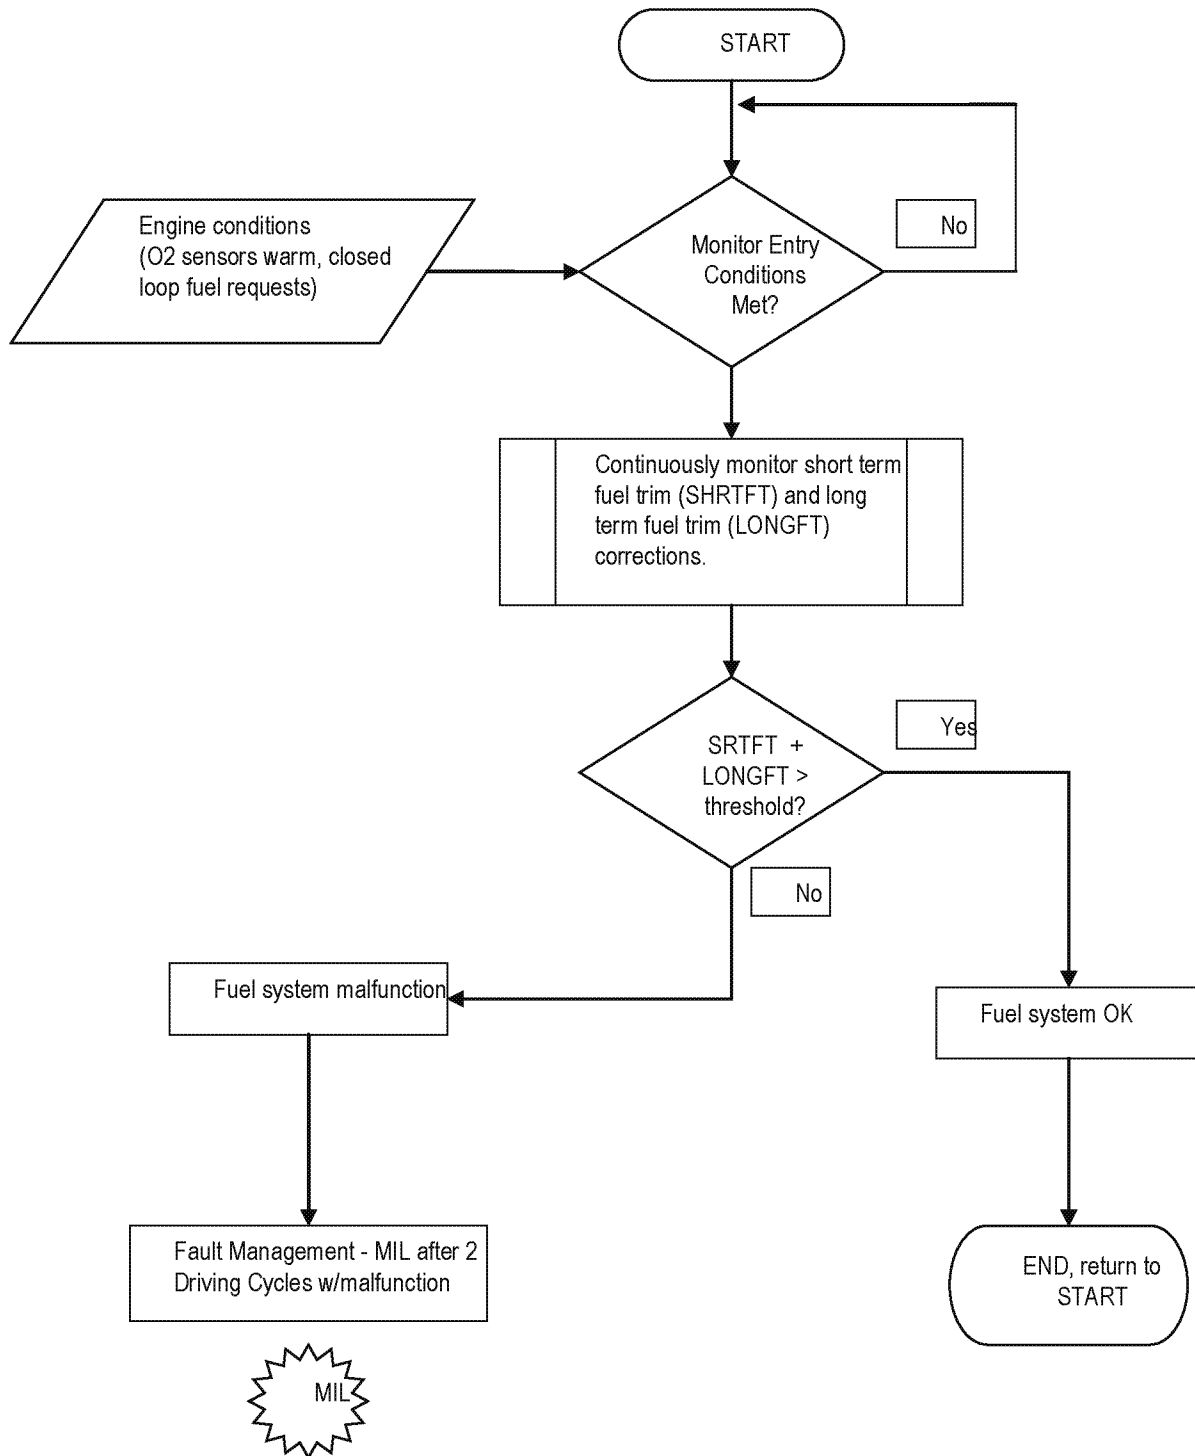 START
No
Engine conditions
(O2 sensors warm, closed
loop fuel requests)
Monitor Entry
Conditions
Met?
Continuously monitor short term
fuel trim (SHRTFT) and long
term fuel trim (LONGFT)
corrections.
Yes
SRTFT +
LONGFT >
threshold?
No
Fuel system malfunction
Fuel system OK
Fault Management - MIL after 2
Driving Cycles w/malfunction
END, return to
START
MIL